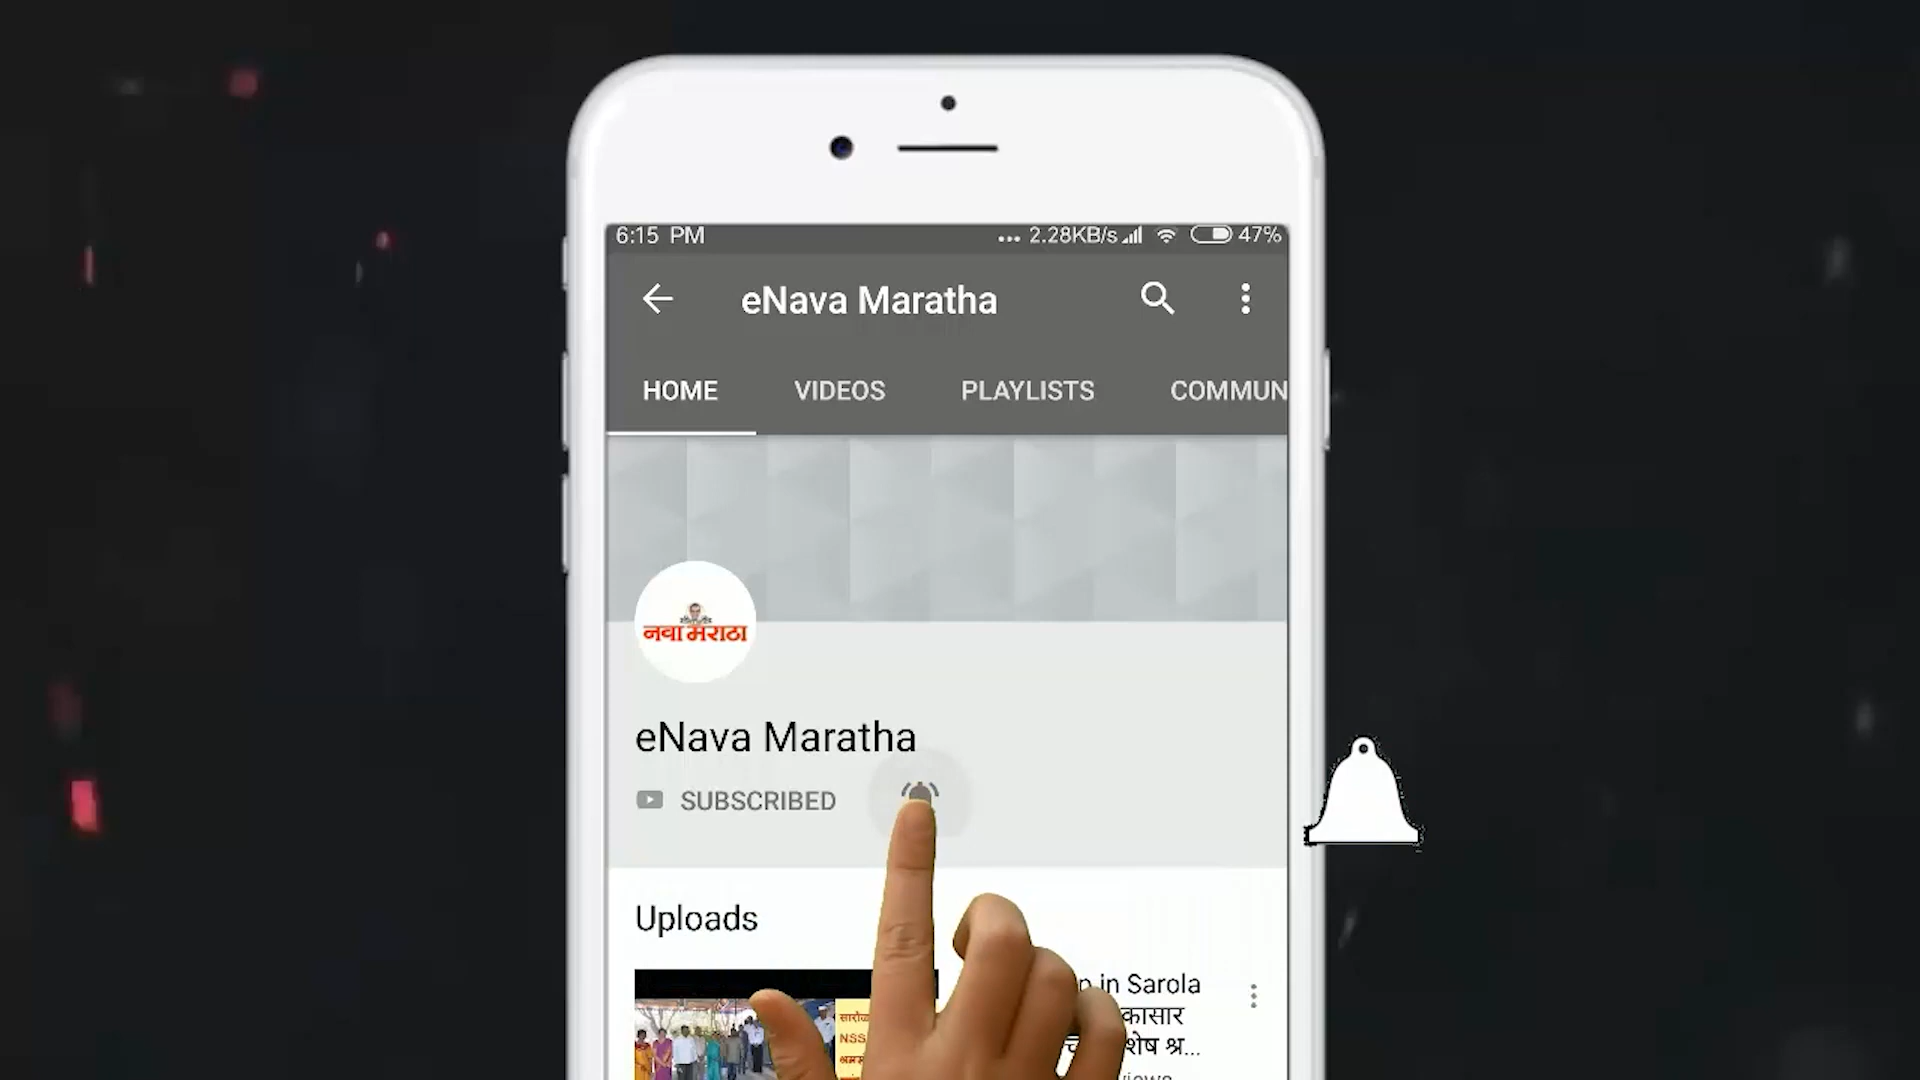 6:15 PM
... 2.28KB/s 47%
eNava Maratha
HOME VIDEOS PLAYLISTS COMMUN
नवा मराठा
eNava Maratha
SUBSCRIBED
Uploads
in Sarola
कासार
शेष श्र...
NSS